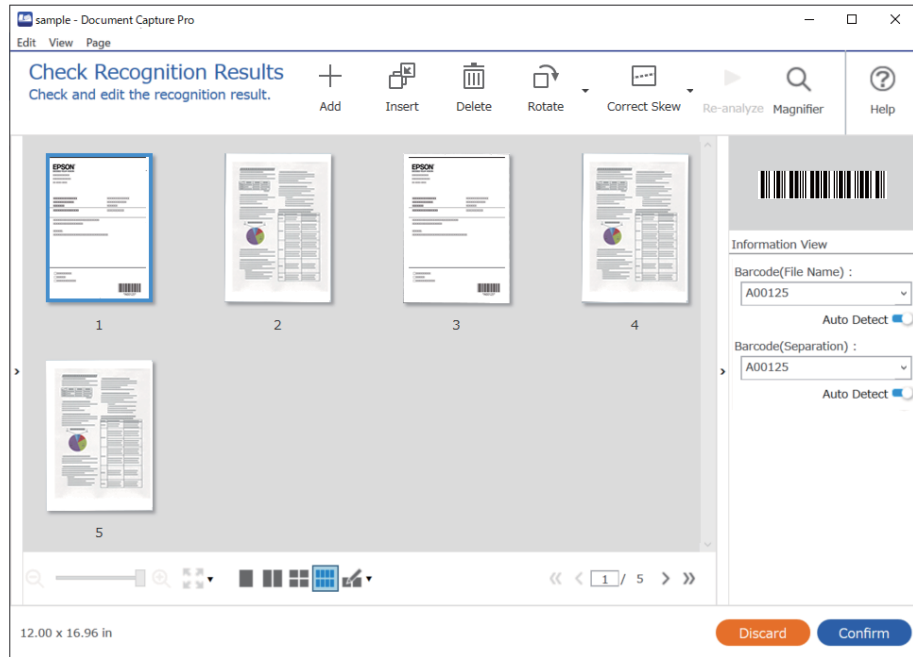 sample - Document Capture Pro
Edit View Page
Check Recognition Results
Check and edit the recognition result.
Add
Insert
Delete
Rotate
Correct Skew
Re-analyze
Magnifier
Help
EPSON
EPSON
1
2
3
4
5
Information View
Barcode(File Name) :
A00125
Auto Detect
Barcode(Separation) :
A00125
Auto Detect
1 / 5
12.00 x 16.96 in
Discard
Confirm